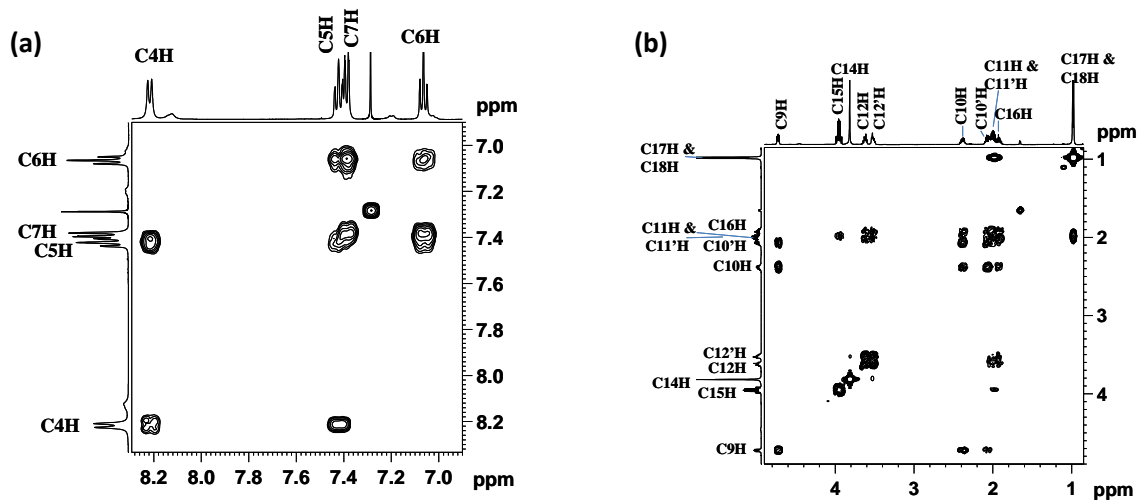 (a)
C4H
C5H
C7H
C6H
ppm
C6H
C7H
C5H
C4H
7.0
7.2
7.4
7.6
7.8
8.0
8.2
8.2 8.0 7.8 7.6 7.4 7.2 7.0 ppm
(b)
C9H
C15H
C14H
C12H
C12'H
C10H
C10'H
C11H &
C11'H
C16H
C17H &
C18H
ppm
C17H &
C18H
C11H & C16H
C11'H C10'H
C10H
C12'H
C12H
C14H
C15H
C9H
1
2
3
4
4 3 2 1 ppm